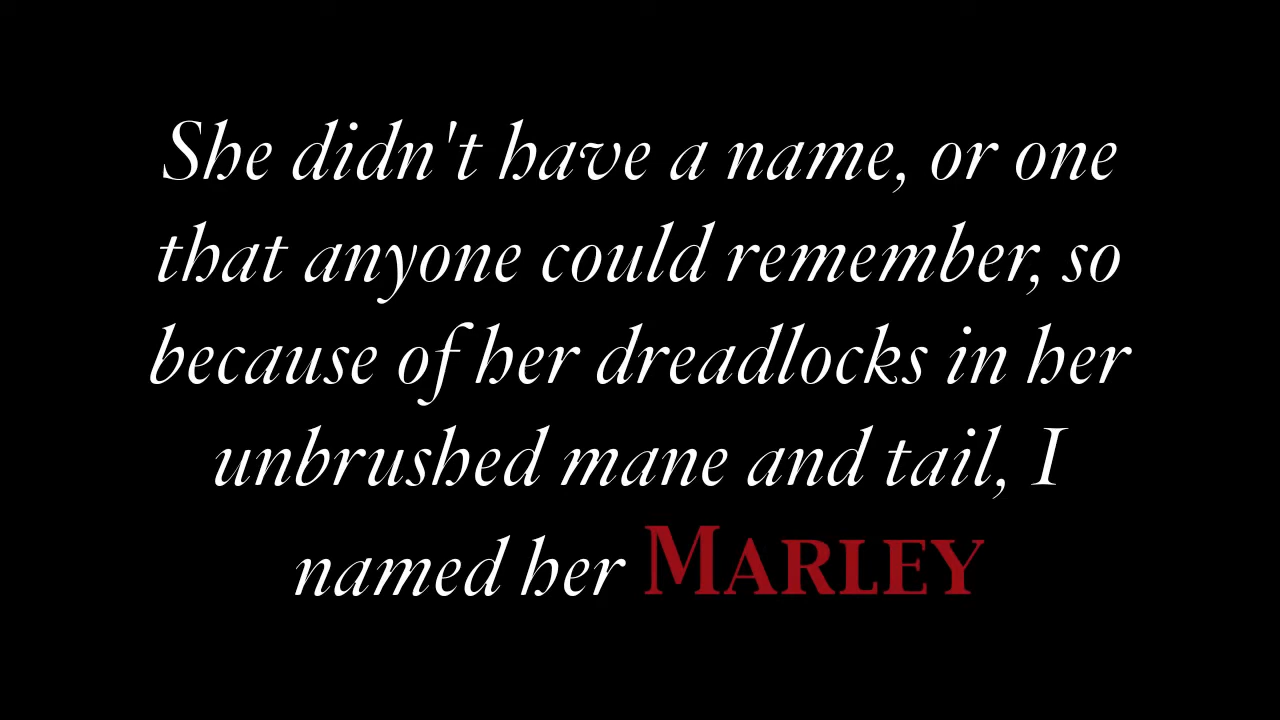 She didn't have a name, or one
that anyone could remember, so
because of her dreadlocks in her
unbrushed mane and tail, I
named her MARLEY